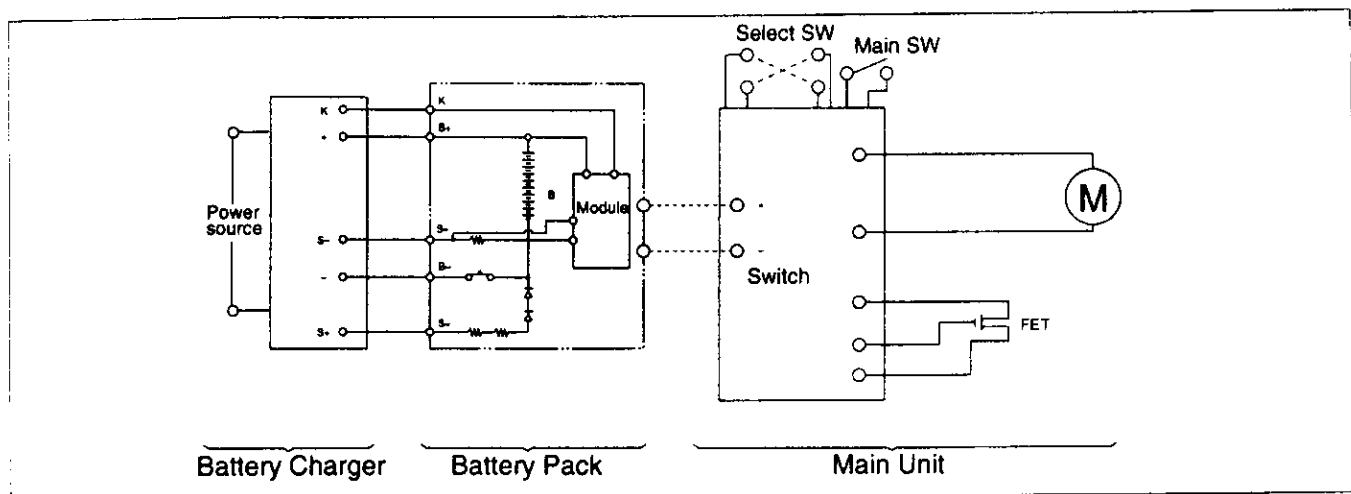 Select SW
Main SW
K
K
+
B+
B
Module
Power
source
S–
S–
+
–
–
B–
Switch
S+
S–
M
FET
Battery Charger
Battery Pack
Main Unit